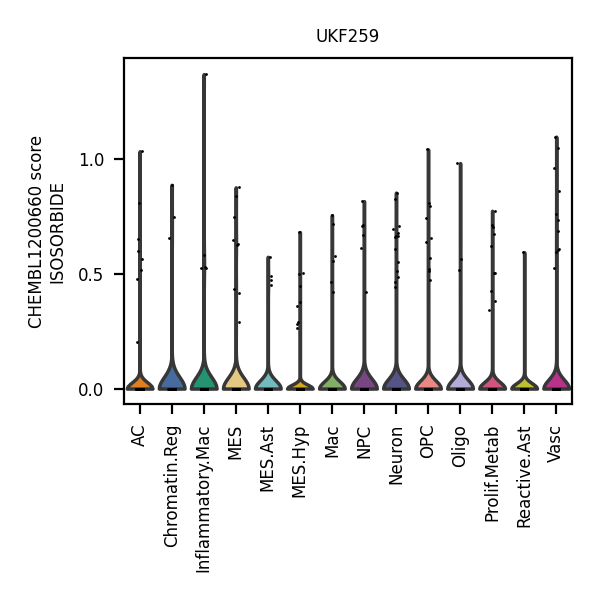 UKF259
CHEMBL1200660 score
ISOSORBIDE
1.0
0.5
0.0
AC
Chromatin.Reg
Inflammatory.Mac
MES
MES.Ast
MES.Hyp
Mac
NPC
Neuron
OPC
Oligo
Prolif.Metab
Reactive.Ast
Vasc